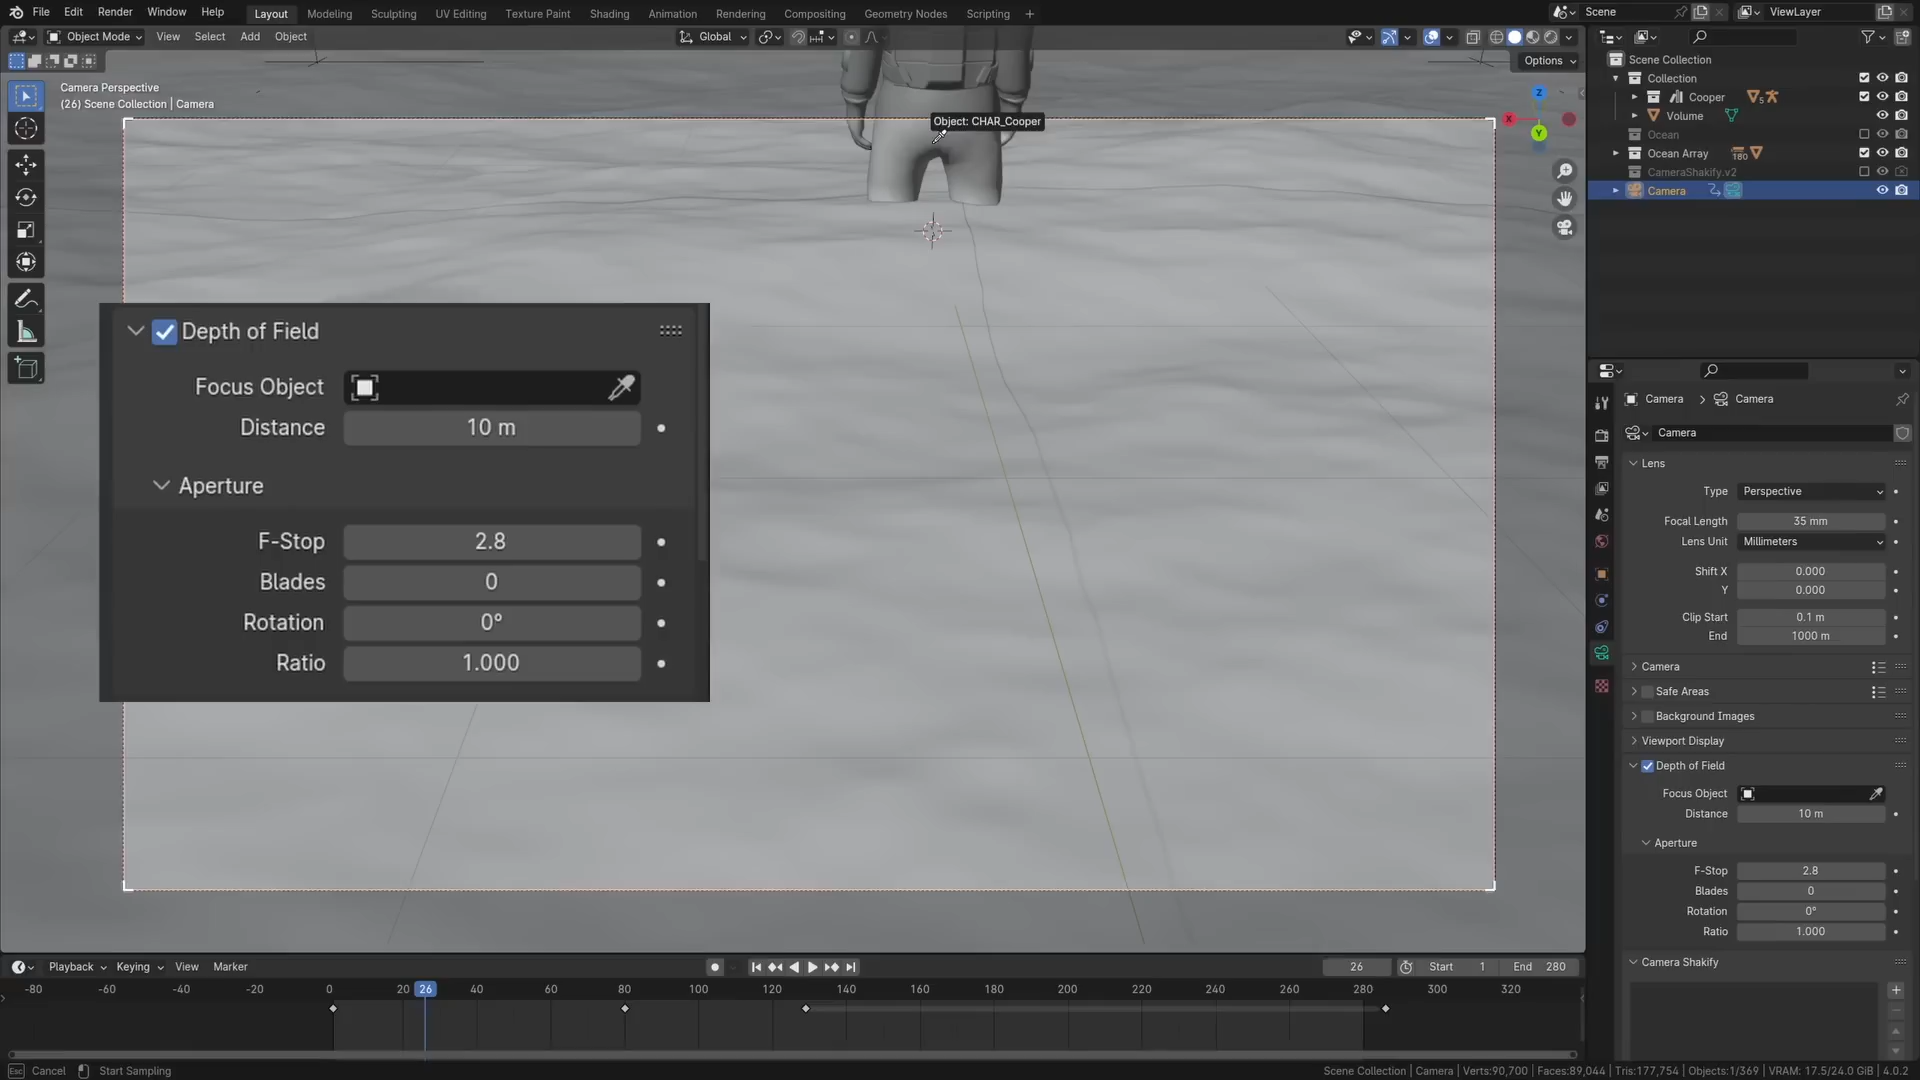 File Edit Render Window Help Layout Modeling Sculpting UV Editing Texture Paint Shading Animation Rendering Compositing Geometry Nodes Scripting + Scene ViewLayer
Object Mode View Select Add Object Global
Options
Camera Perspective
(26) Scene Collection | Camera
Object: CHAR_Cooper
Z
X
Y
Depth of Field
Focus Object
Distance 10 m
Aperture
F-Stop 2.8
Blades 0
Rotation 0°
Ratio 1.000
Scene Collection
Collection
Cooper 5
Volume
Ocean
Ocean Array 180
CameraShakify.v2
Camera
Camera > Camera
Camera
Lens
Type Perspective
Focal Length 35 mm
Lens Unit Millimeters
Shift X 0.000
Y 0.000
Clip Start 0.1 m
End 1000 m
Camera
Safe Areas
Background Images
Viewport Display
Depth of Field
Focus Object
Distance 10 m
Aperture
F-Stop 2.8
Blades 0
Rotation 0°
Ratio 1.000
Camera Shakify
Playback Keying View Marker 26 Start 1 End 280
-80 -60 -40 -20 0 20 26 40 60 80 100 120 140 160 180 200 220 240 260 280 300 320
Esc Cancel Start Sampling Scene Collection | Camera | Verts:90,700 | Faces:89,044 | Tris:177,754 | Objects:1/369 | VRAM: 17.5/24.0 GiB | 4.0.2